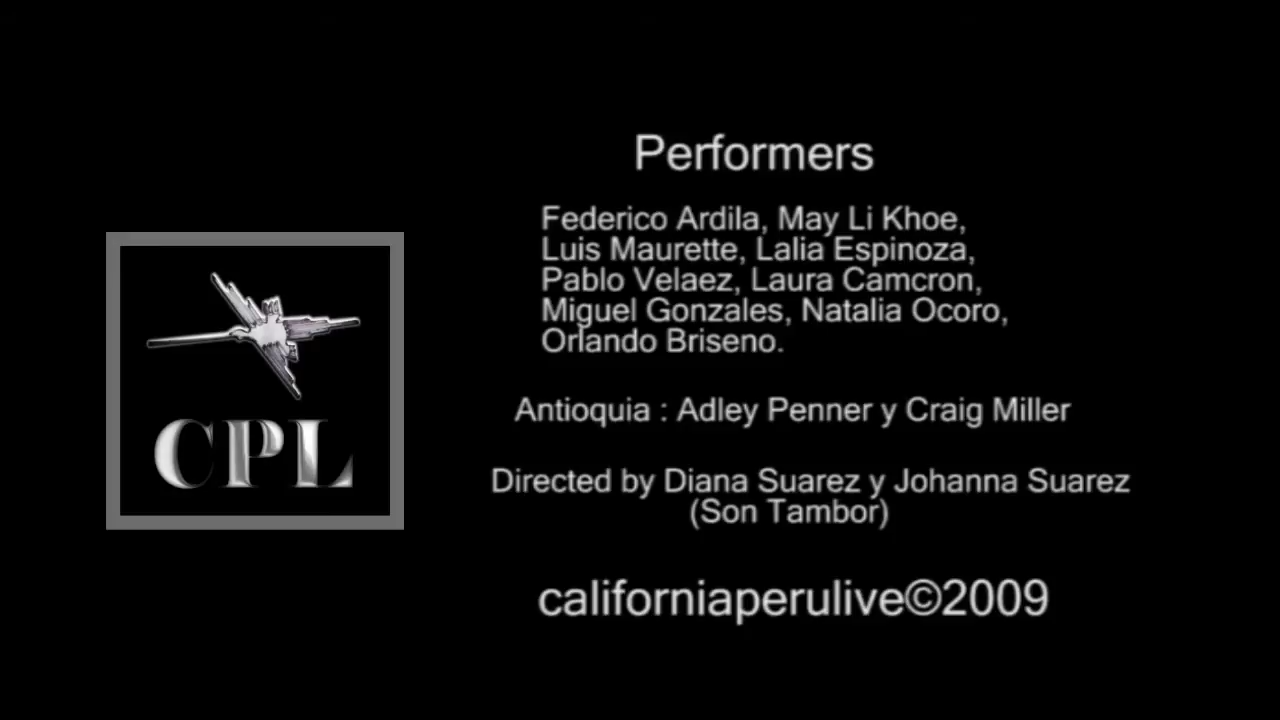 Performers
Federico Ardila, May Li Khoe,
Luis Maurette, Lalia Espinoza,
Pablo Velaez, Laura Camcron,
Miguel Gonzales, Natalia Ocoro,
Orlando Briseno.
Antioquia : Adley Penner y Craig Miller
Directed by Diana Suarez y Johanna Suarez
(Son Tambor)
californiaperulive©2009
CPL